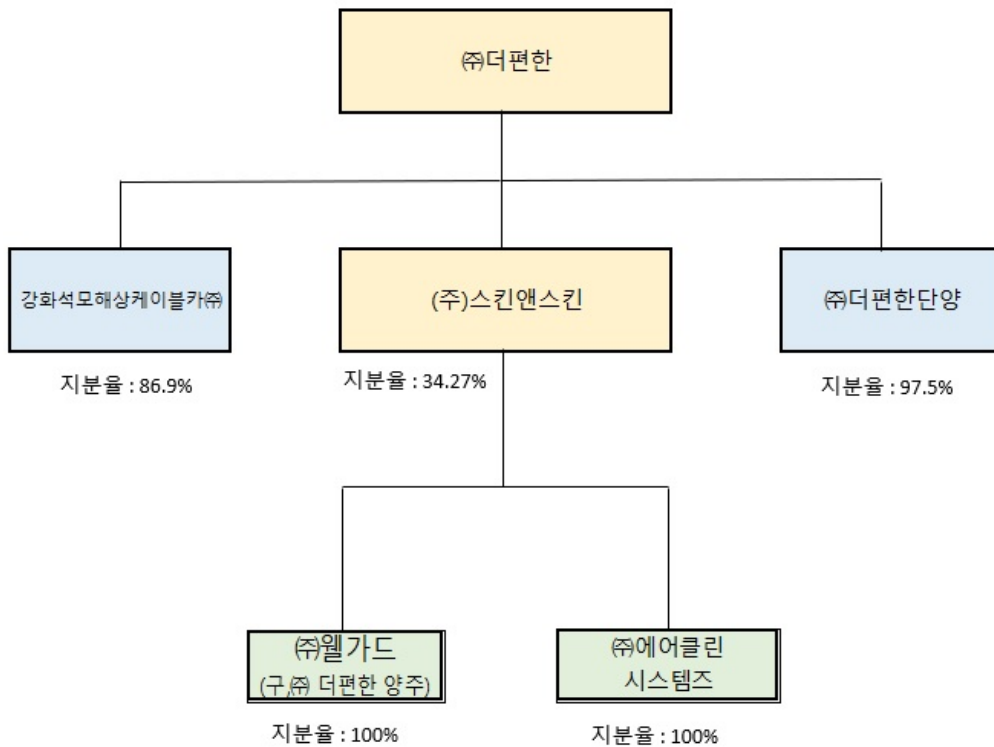 ㈜더편한
강화석모해상케이블카㈜
(주)스킨앤스킨
㈜더편한단양
지분율 : 86.9%
지분율 : 34.27%
지분율 : 97.5%
㈜웰가드
(구,㈜ 더편한 양주)
㈜에어클린
시스템즈
지분율 : 100%
지분율 : 100%